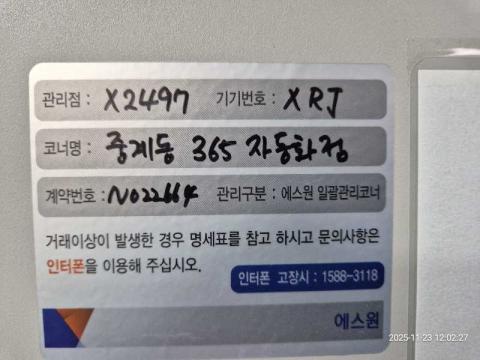 관리점 : X2497 기기번호 : XRJ
코너명 : 중계동 365 자동화점
계약번호 : NO22664 관리구분 : 에스원 일괄관리코너
거래이상이 발생한 경우 명세표를 참고 하시고 문의사항은
인터폰을 이용해 주십시오.
인터폰 고장시 : 1588-3118
에스원
2025-11-23 12:02:27